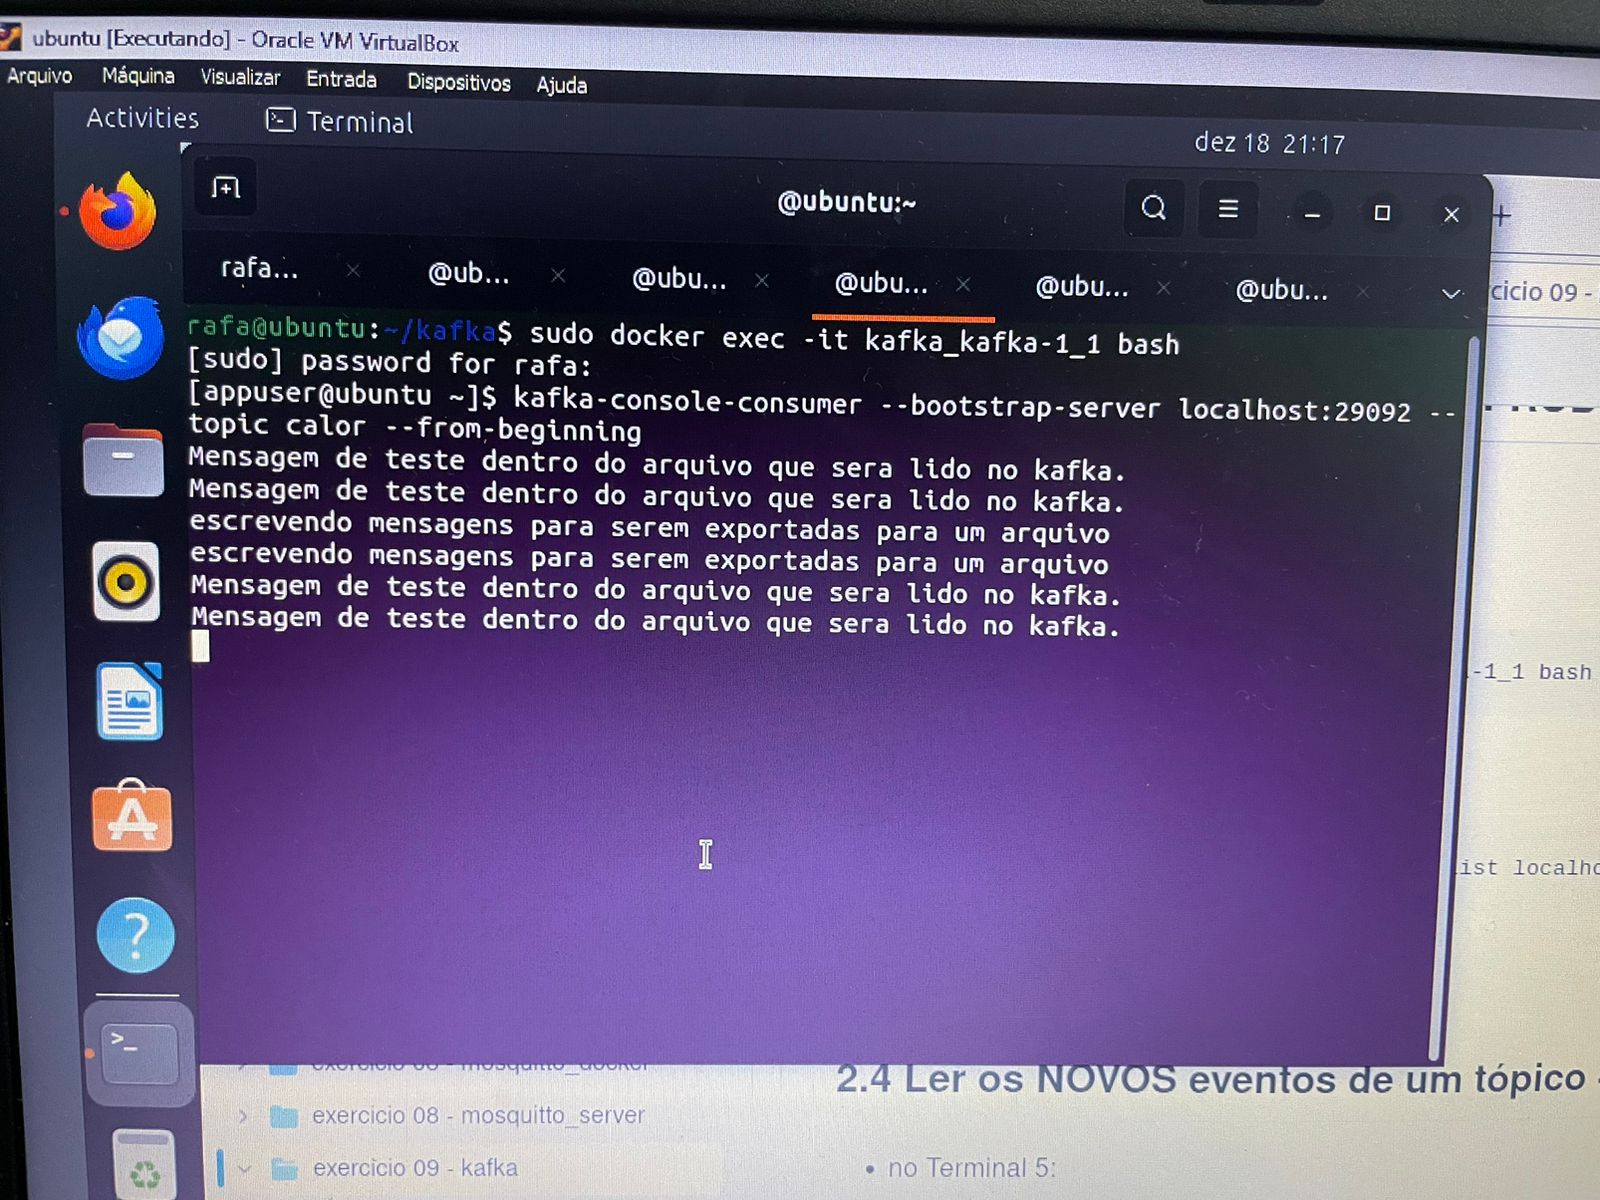 ubuntu [Executando] - Oracle VM VirtualBox
Arquivo Máquina Visualizar Entrada Dispositivos Ajuda
Activities Terminal
dez 18 21:17
@ubuntu:~
rafa... @ub... @ubu... @ubu... @ubu... @ubu...
cicio 09 -
rafa@ubuntu:~/kafka$ sudo docker exec -it kafka_kafka-1_1 bash
[sudo] password for rafa:
[appuser@ubuntu ~]$ kafka-console-consumer --bootstrap-server localhost:29092 --
topic calor --from-beginning
Mensagem de teste dentro do arquivo que sera lido no kafka.
Mensagem de teste dentro do arquivo que sera lido no kafka.
escrevendo mensagens para serem exportadas para um arquivo
escrevendo mensagens para serem exportadas para um arquivo
Mensagem de teste dentro do arquivo que sera lido no kafka.
Mensagem de teste dentro do arquivo que sera lido no kafka.
-1_1 bash
ist localho
2.4 Ler os NOVOS eventos de um tópico
exercicio 08 - mosquitto_server
exercicio 09 - kafka
• no Terminal 5: